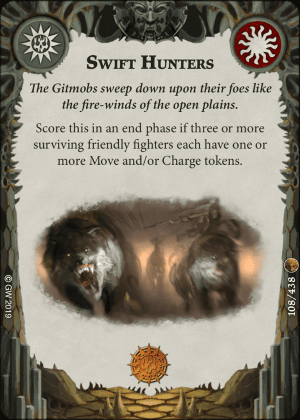 Swift Hunters
The Gitmobs sweep down upon their foes like
the fire-winds of the open plains.
Score this in an end phase if three or more
surviving friendly fighters each have one or
more Move and/or Charge tokens.
© GW 2019
108/438